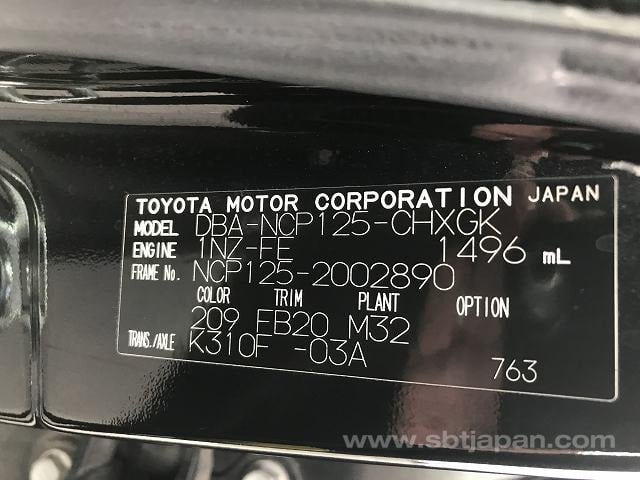 TOYOTA MOTOR CORPORATION JAPAN
MODEL DBA-NCP125-CHXGK
ENGINE 1NZ-FE 1496 mL
FRAME No. NCP125-2002890
COLOR TRIM PLANT OPTION
209 FB20 M32
TRANS./AXLE K310F -03A
763
www.sbtjapan.com